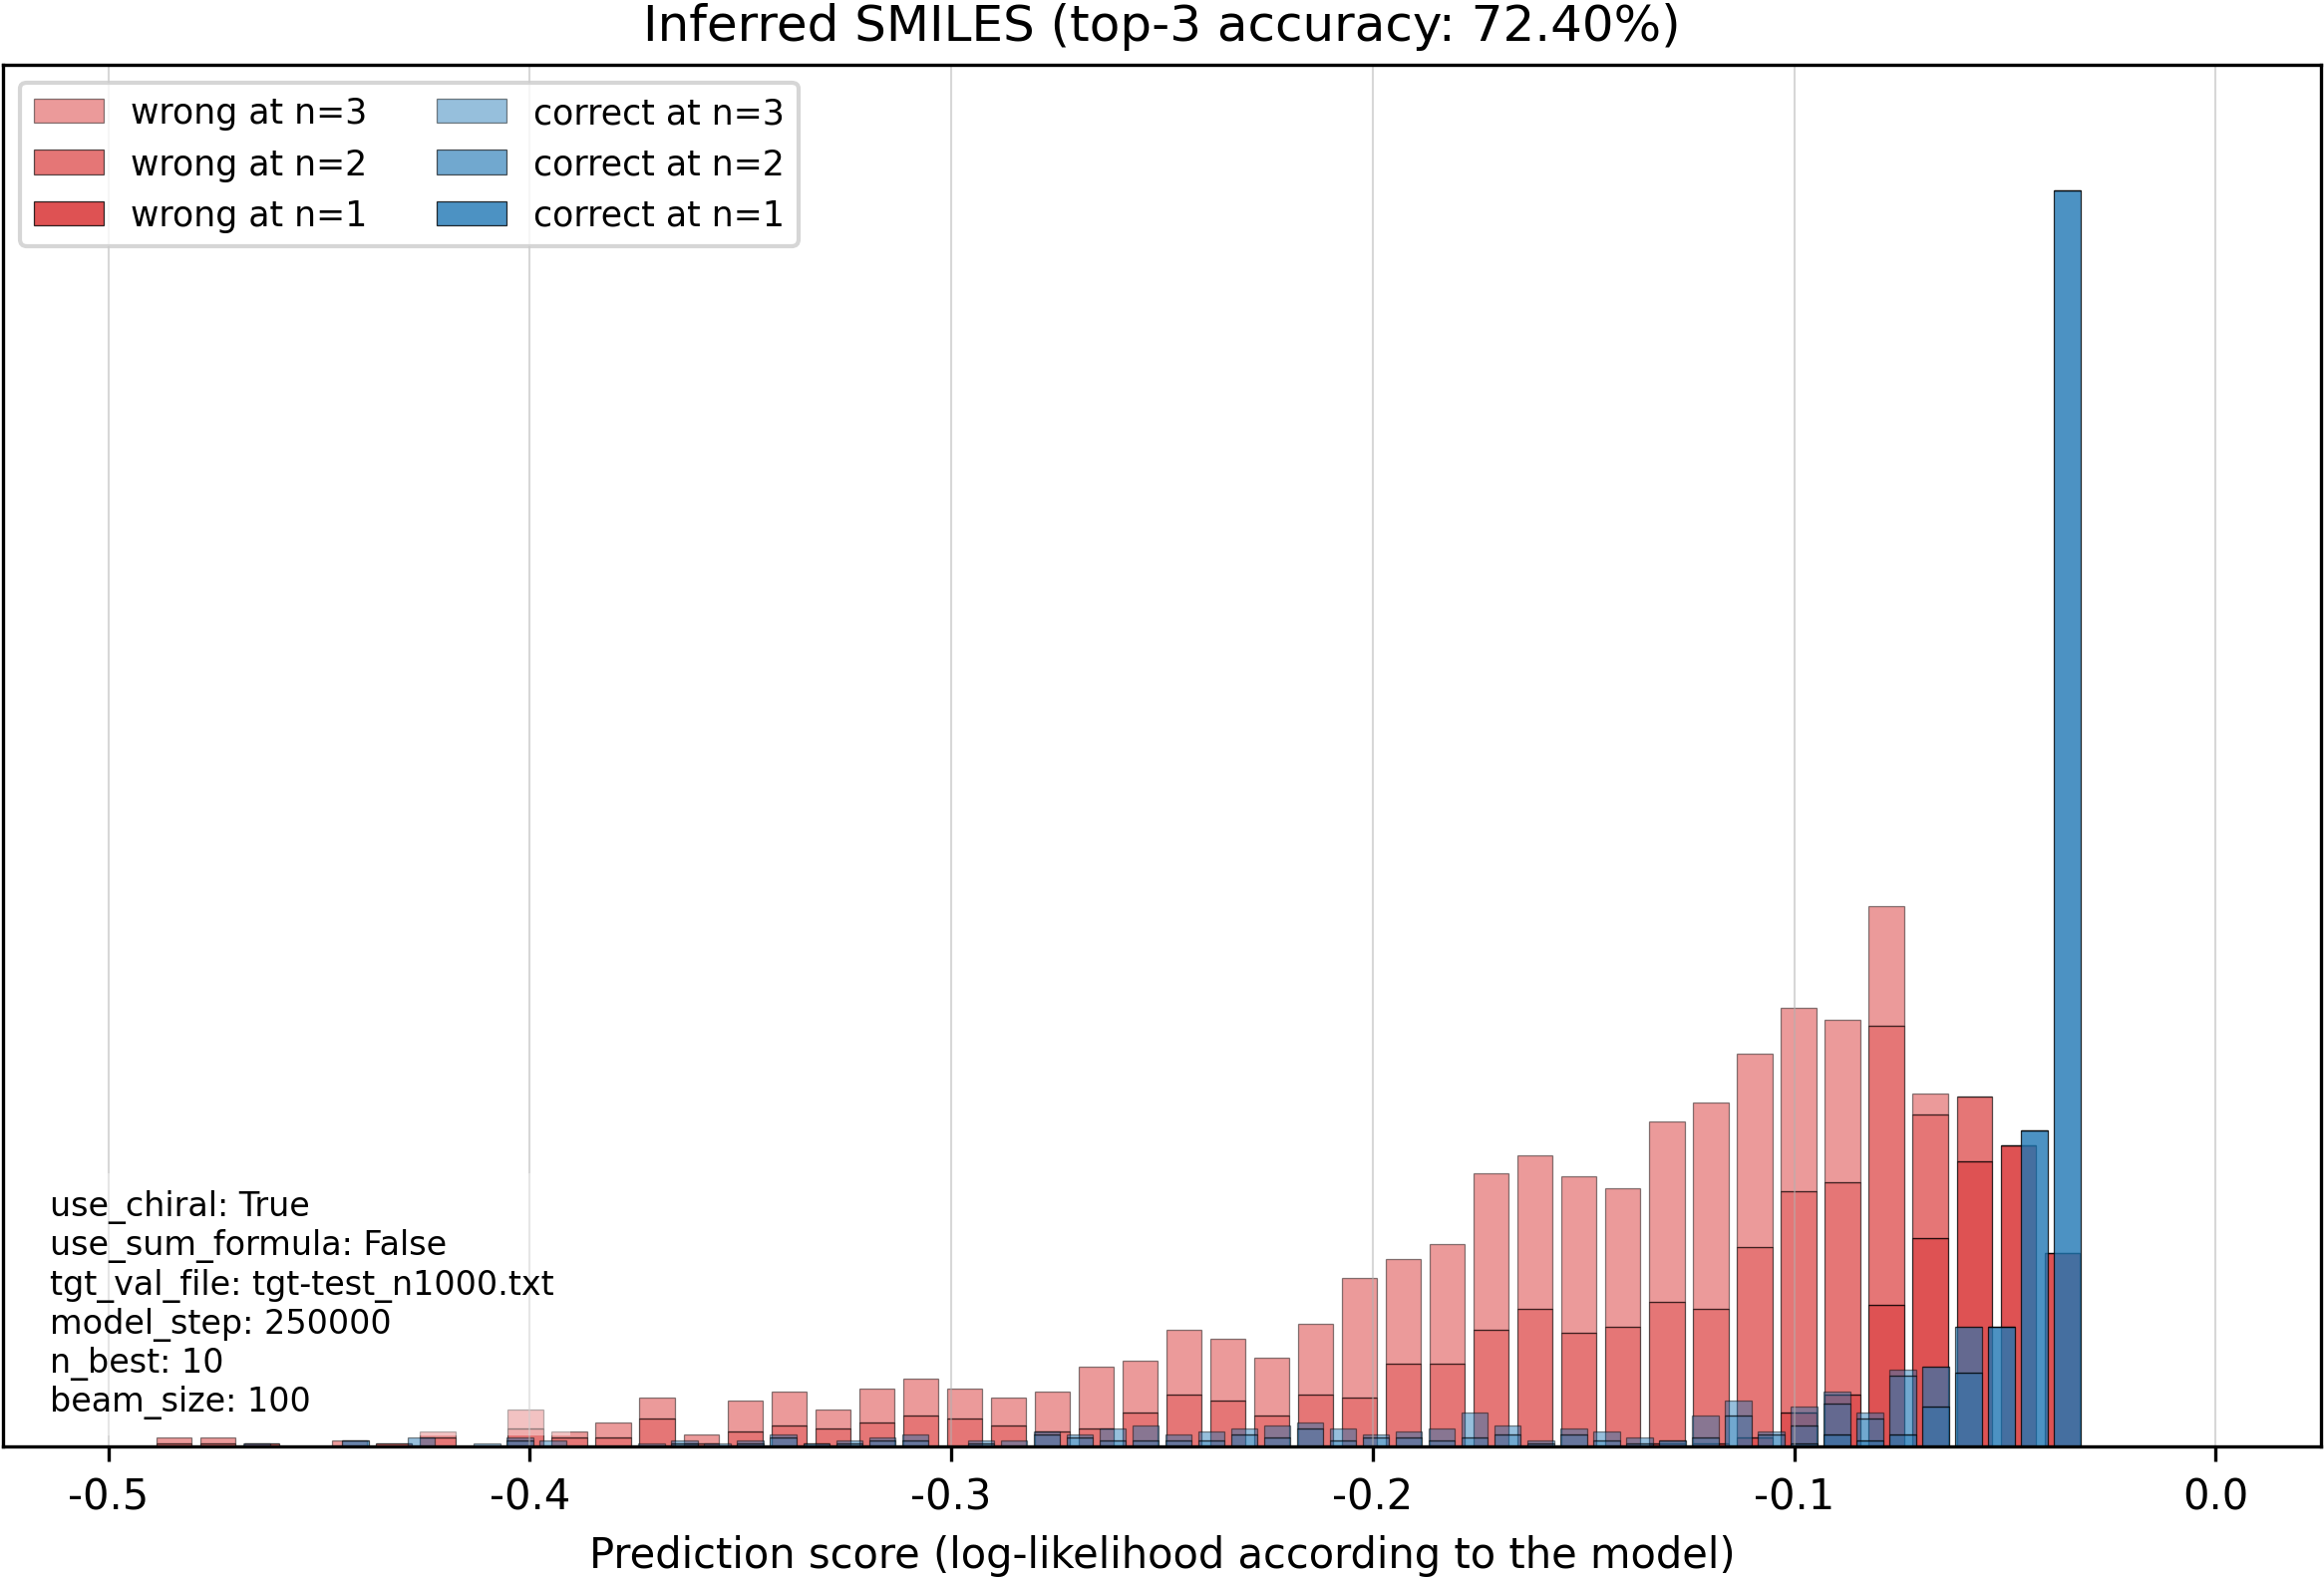 Inferred SMILES (top-3 accuracy: 72.40%)
wrong at n=3
wrong at n=2
wrong at n=1
correct at n=3
correct at n=2
correct at n=1
use_chiral: True
use_sum_formula: False
tgt_val_file: tgt-test_n1000.txt
model_step: 250000
n_best: 10
beam_size: 100
-0.5 -0.4 -0.3 -0.2 -0.1 0.0
Prediction score (log-likelihood according to the model)